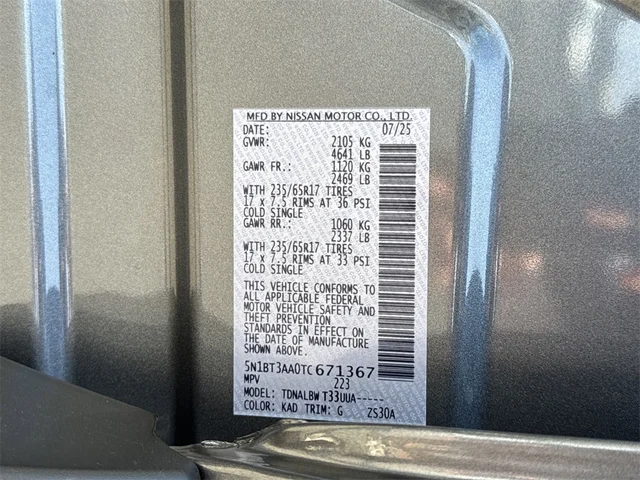 MFD BY NISSAN MOTOR CO., LTD.
DATE: 07/25
GVWR: 2105 KG
4641 LB
GAWR FR.: 1120 KG
2469 LB
WITH 235/65R17 TIRES
17 x 7.5 RIMS AT 36 PSI
COLD SINGLE
GAWR RR.: 1060 KG
2337 LB
WITH 235/65R17 TIRES
17 x 7.5 RIMS AT 33 PSI
COLD SINGLE
THIS VEHICLE CONFORMS TO
ALL APPLICABLE FEDERAL
MOTOR VEHICLE SAFETY AND
THEFT PREVENTION
STANDARDS IN EFFECT ON
THE DATE OF MANUFACTURE
SHOWN ABOVE.
5N1BT3AA0TC671367
MPV 223
MODEL: TDNALBW T33UUA-----
COLOR: KAD TRIM: G ZS30A